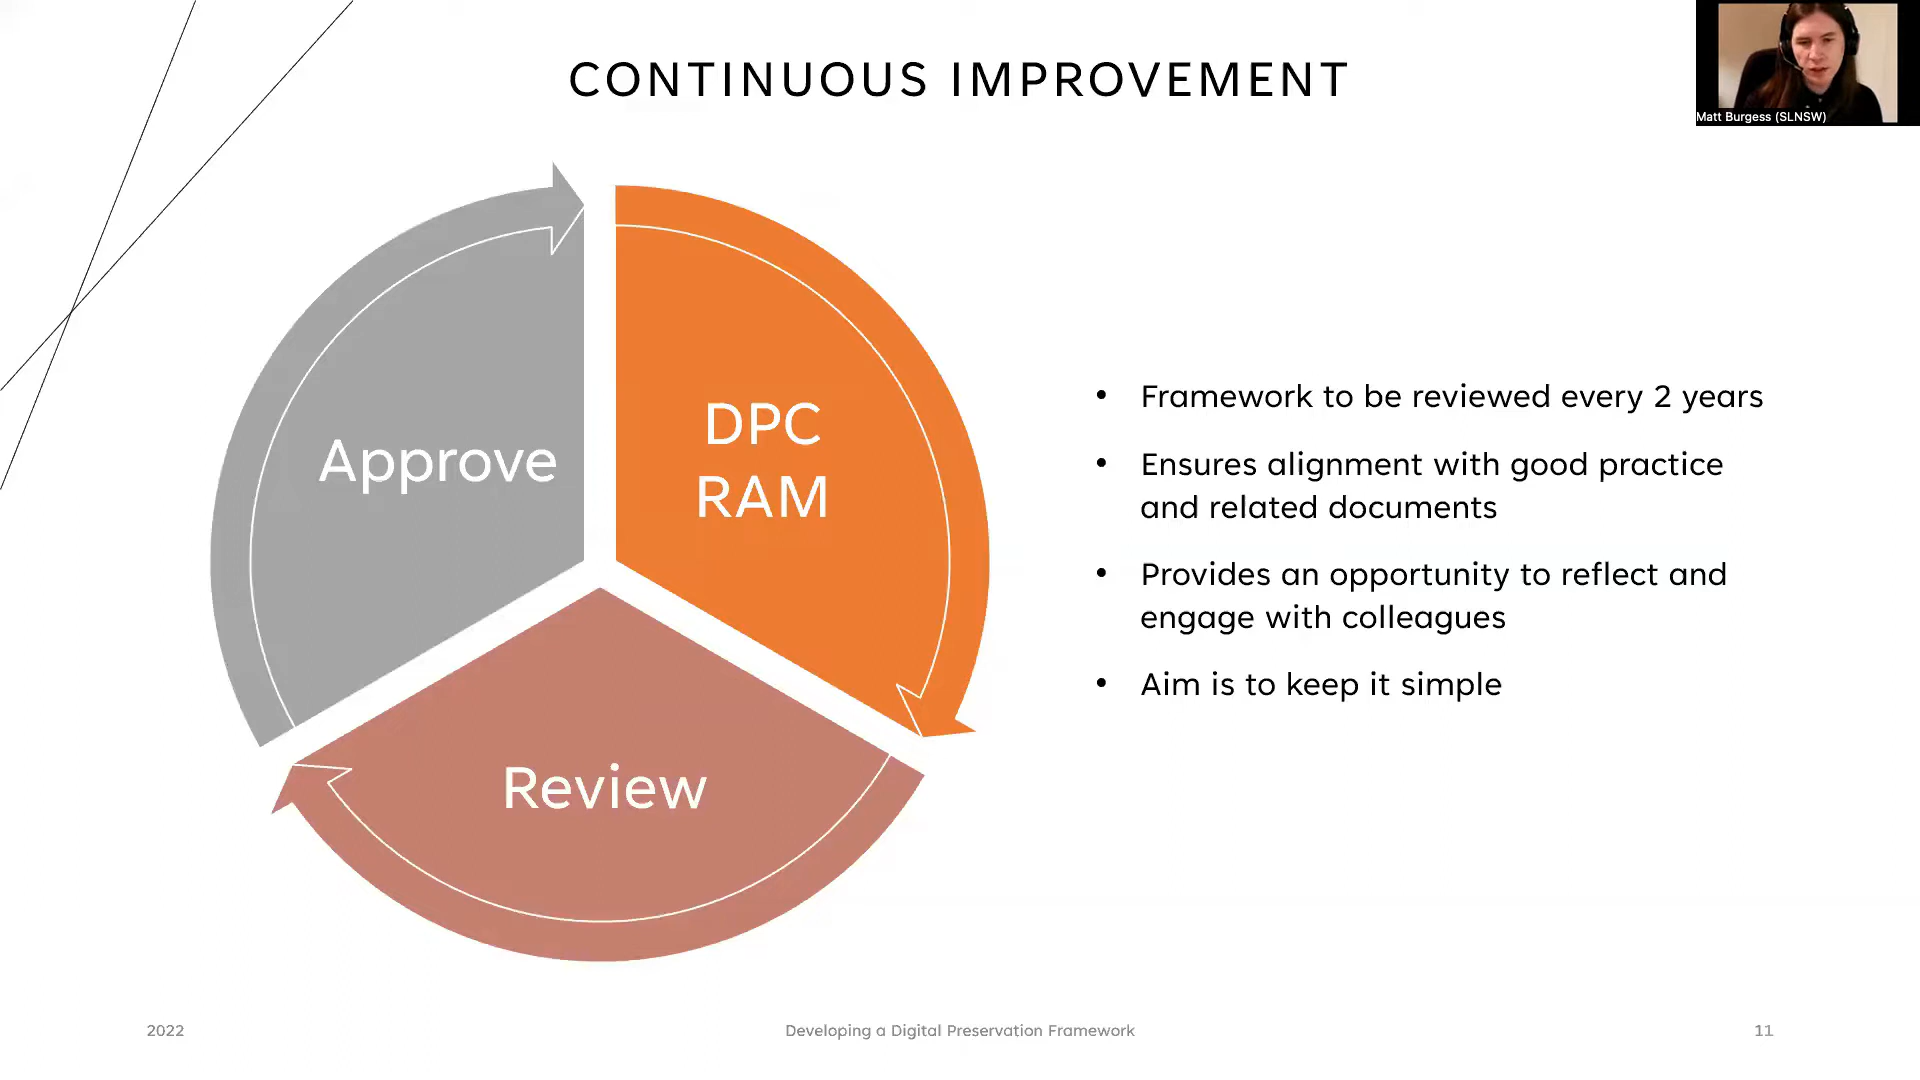 CONTINUOUS IMPROVEMENT
Matt Burgess (SLNSW)
Approve
DPC
RAM
Review
• Framework to be reviewed every 2 years
• Ensures alignment with good practice
and related documents
• Provides an opportunity to reflect and
engage with colleagues
• Aim is to keep it simple
2022
Developing a Digital Preservation Framework
11